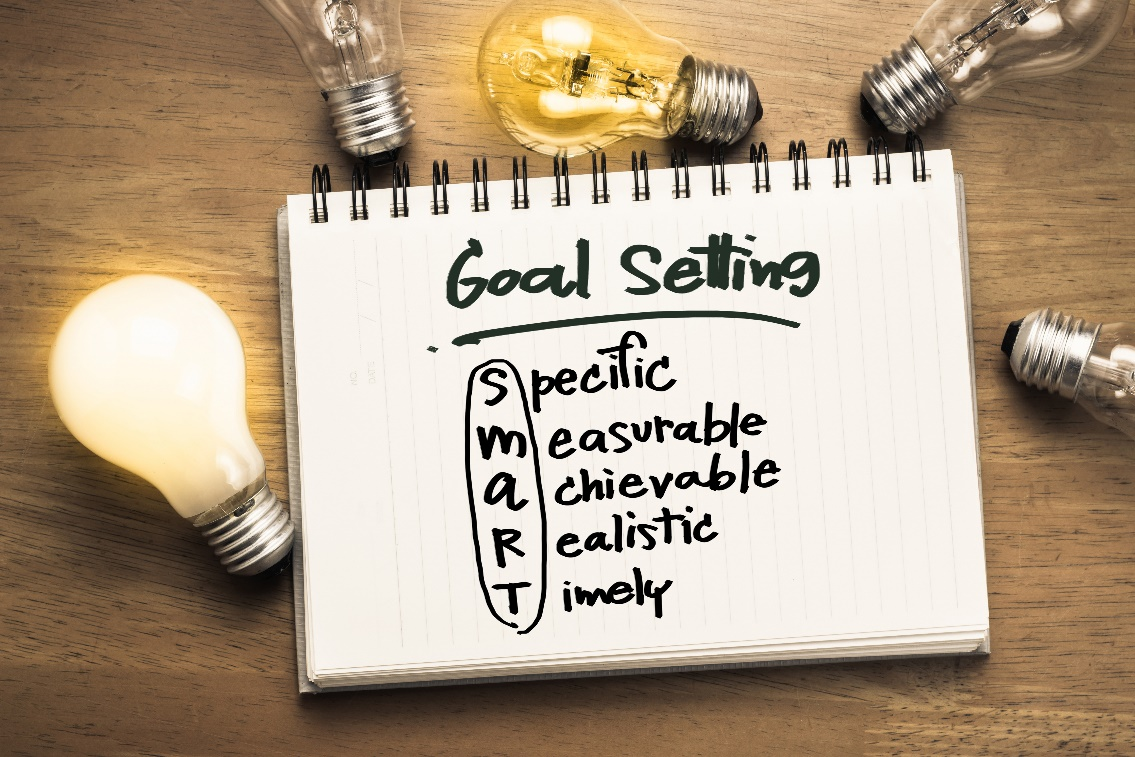 Goal Setting
Specific
measurable
achievable
Realistic
Timely